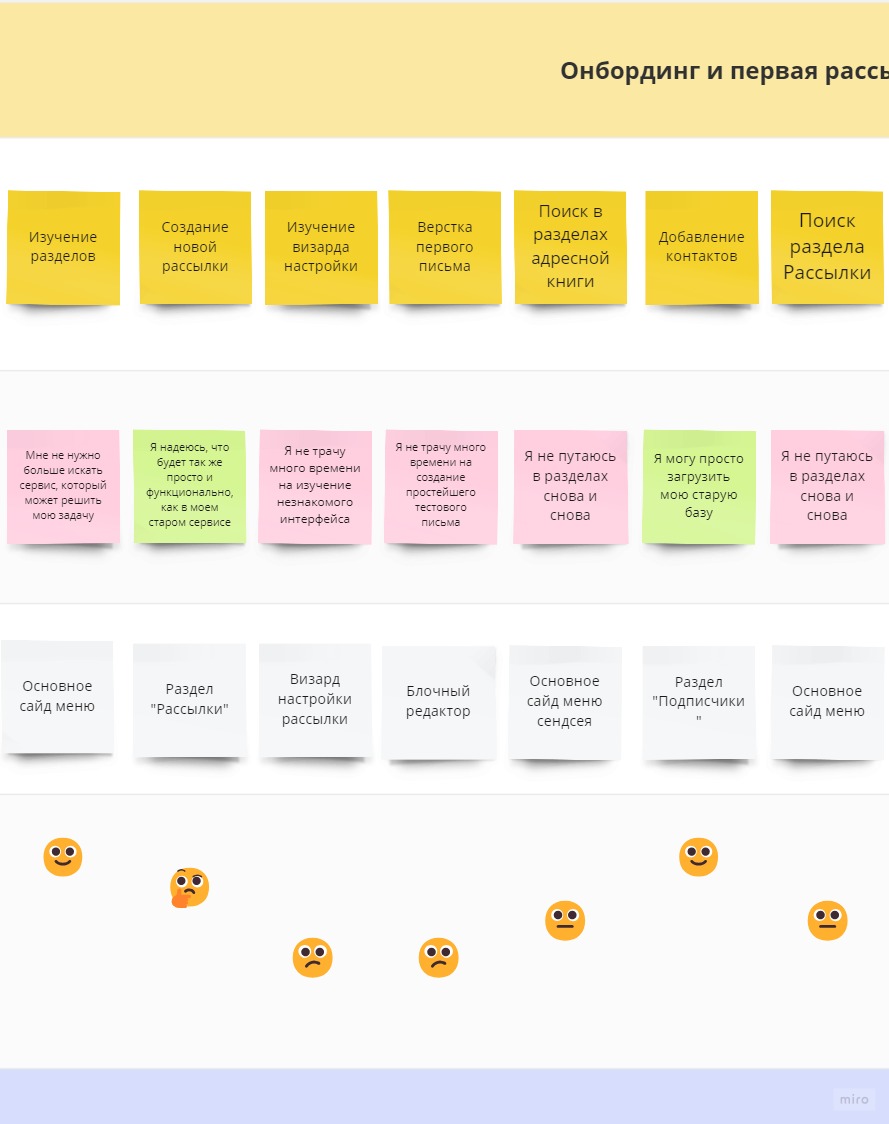 Онбординг и первая
Изучение
разделов
Создание
новой
рассылки
Изучение
визарда
настройки
Верстка
первого
письма
Поиск в
разделах
адресной
книги
Добавление
контактов
Поиск
раздела
Рассылки
Мне не нужно
больше искать
сервис, который
может решить
мою задачу
Я надеюсь, что
будет так же
просто и
функционально,
как в моем
старом сервисе
Я не трачу
много времени
на изучение
незнакомого
интерфейса
Я не трачу много
времени на
создание
простейшего
тестового
письма
Я не путаюсь
в разделах
снова и
снова
Я могу просто
загрузить
мою старую
базу
Я не путаюсь
в разделах
снова и
снова
Основное
сайд меню
Раздел
"Рассылки"
Визард
настройки
рассылки
Блочный
редактор
Основное
сайд меню
сендсея
Раздел
"Подписчики
"
Основное
сайд меню
miro